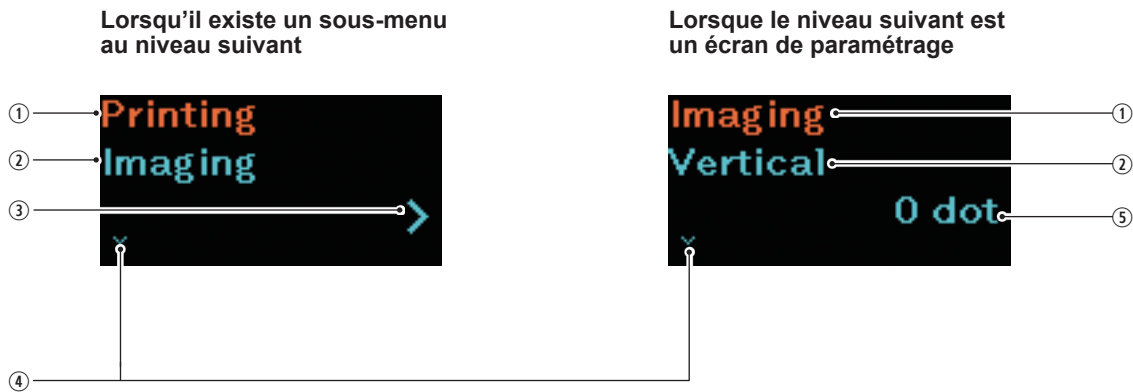 Lorsqu’il existe un sous-menu
au niveau suivant
① Printing
② Imaging
③ >
④
Lorsque le niveau suivant est
un écran de paramétrage
Imaging ①
Vertical ②
0 dot ⑤